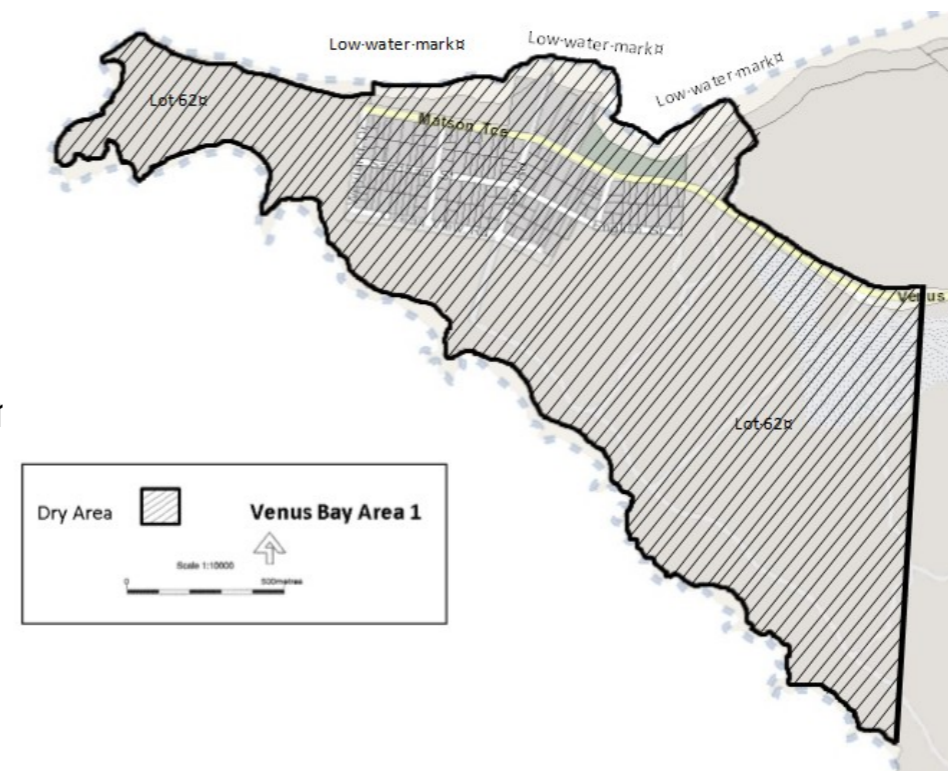 Low-water-mark¤
Low-water-mark¤
Low-water-mark¤
Lot·62¤
Matson Tce
Venus
Lot·62¤
Dry Area
Venus Bay Area 1
Scale 1:10000
0
500metres